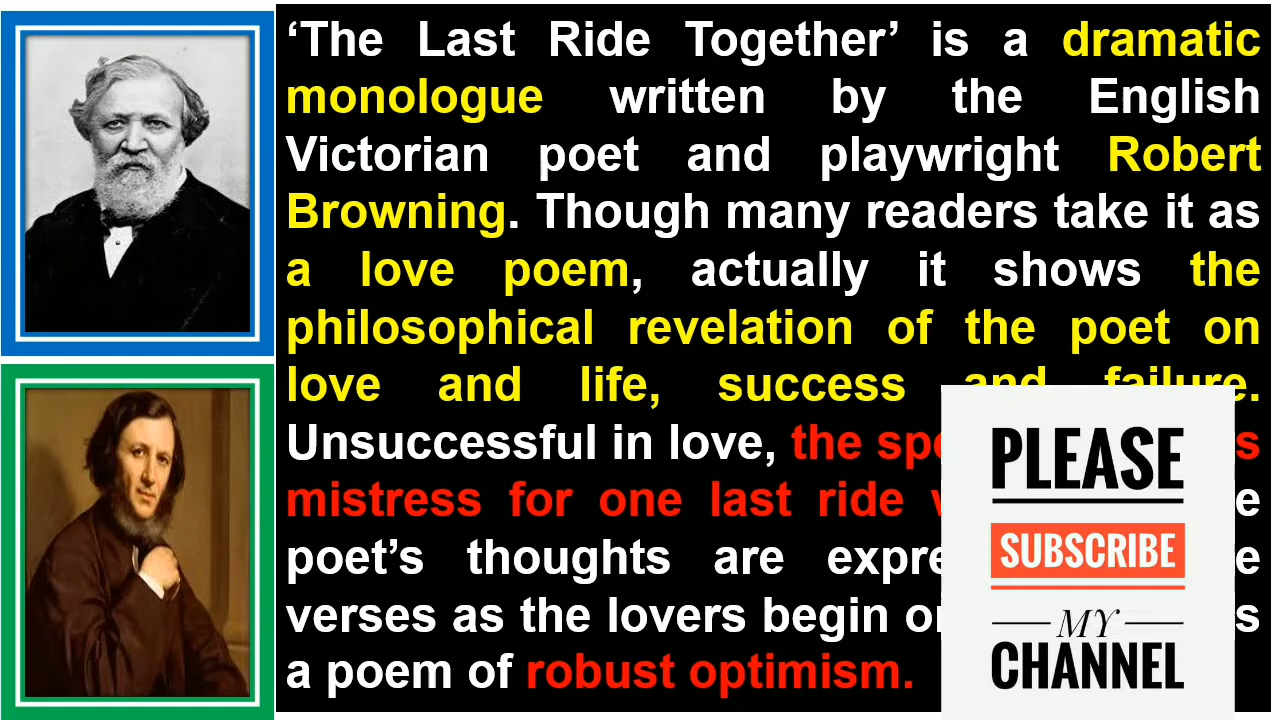 ‘The Last Ride Together’ is a dramatic
monologue written by the English
Victorian poet and playwright Robert
Browning. Though many readers take it as
a love poem, actually it shows the
philosophical revelation of the poet on
love and life, success and failure.
Unsuccessful in love, the
mistress for one last ride
poet’s thoughts are
verses as the lovers begin
a poem of robust optimism.
PLEASE
SUBSCRIBE
MY
CHANNEL